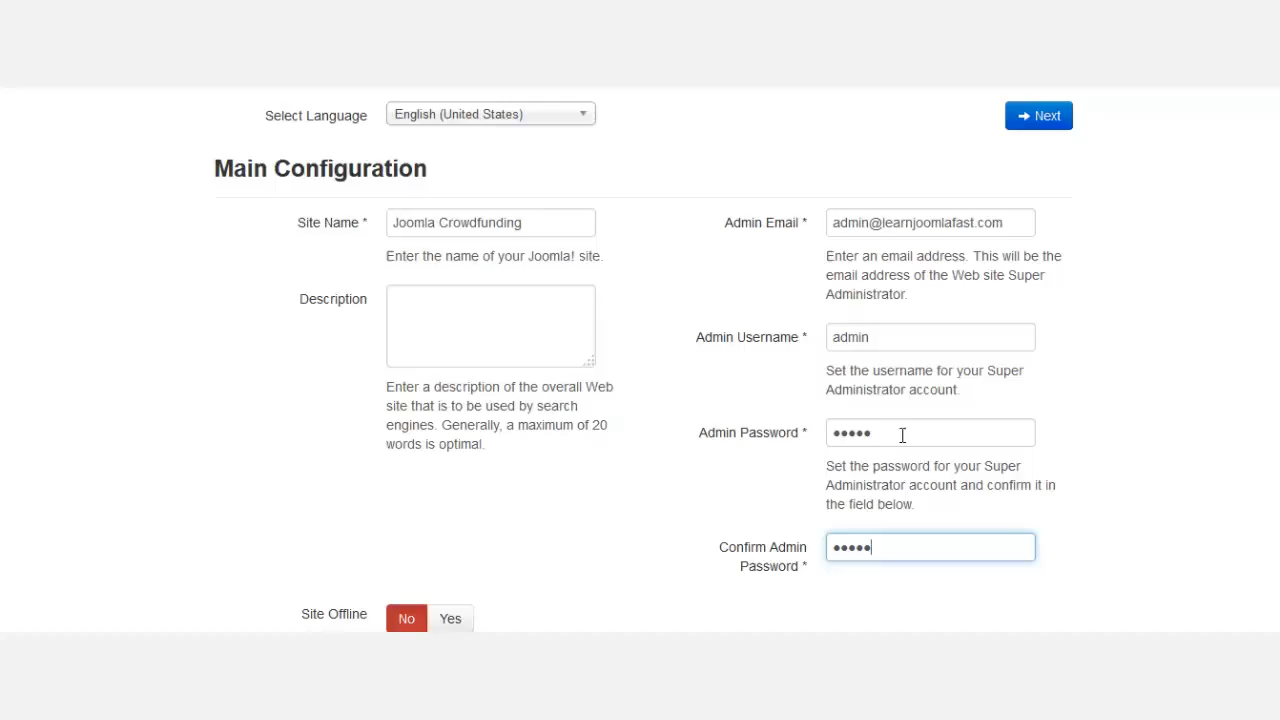 Select Language
English (United States)
Next
Main Configuration
Site Name *
Joomla Crowdfunding
Enter the name of your Joomla! site.
Description
Enter a description of the overall Web
site that is to be used by search
engines. Generally, a maximum of 20
words is optimal.
Admin Email *
admin@learnjoomlafast.com
Enter an email address. This will be the
email address of the Web site Super
Administrator.
Admin Username *
admin
Set the username for your Super
Administrator account.
Admin Password *
●●●●●
Set the password for your Super
Administrator account and confirm it in
the field below.
Confirm Admin
Password *
●●●●●
Site Offline
No
Yes